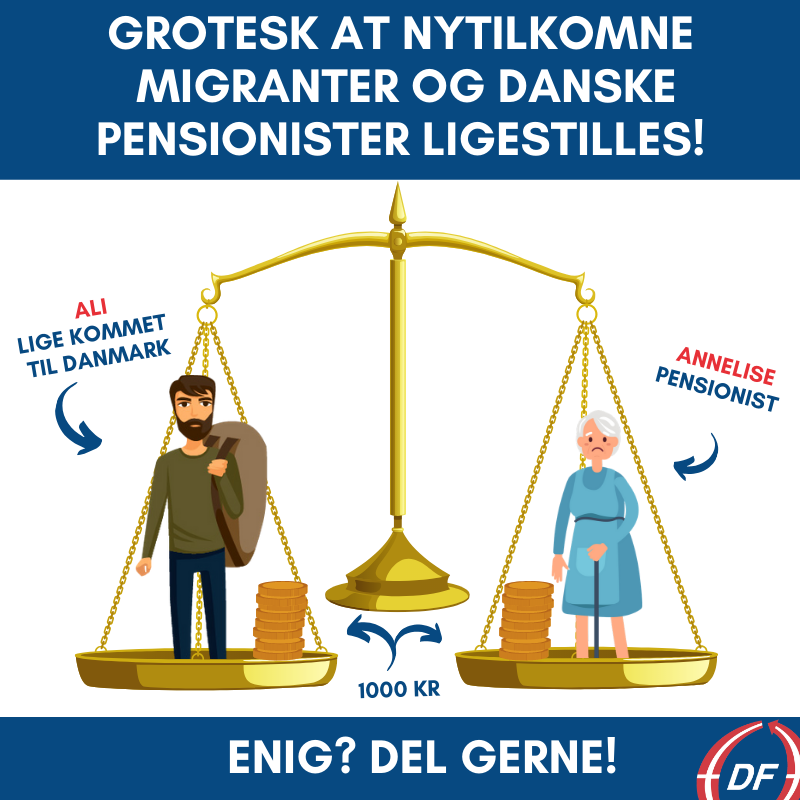 GROTESK AT NYTILKOMNE
MIGRANTER OG DANSKE
PENSIONISTER LIGESTILLES!
ALI
LIGE KOMMET
TIL DANMARK
ANNELISE
PENSIONIST
1000 KR
ENIG? DEL GERNE!
DF